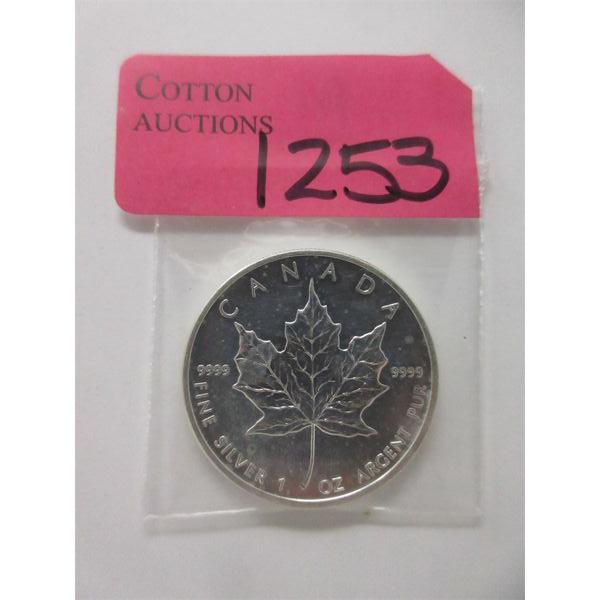 COTTON
AUCTIONS
1253
CANADA
9999 9999
FINE SILVER 1 OZ ARGENT PUR